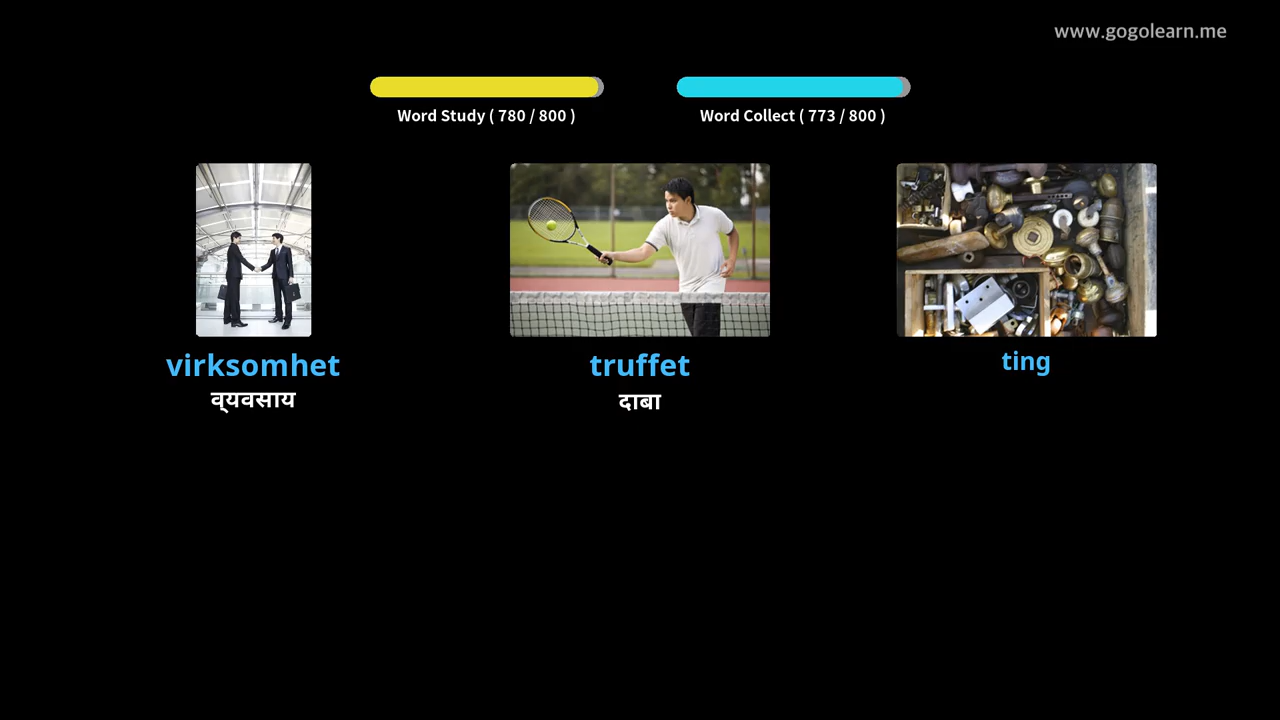 www.gogolearn.me
Word Study ( 780 / 800 )
Word Collect ( 773 / 800 )
virksomhet
व्यवसाय
truffet
दाबा
ting